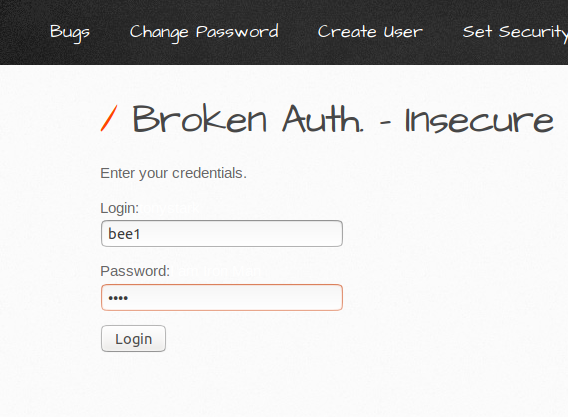 Bugs Change Password Create User Set Security
/ Broken Auth. - Insecure
Enter your credentials.
Login:
bee1
Password:
••••
Login